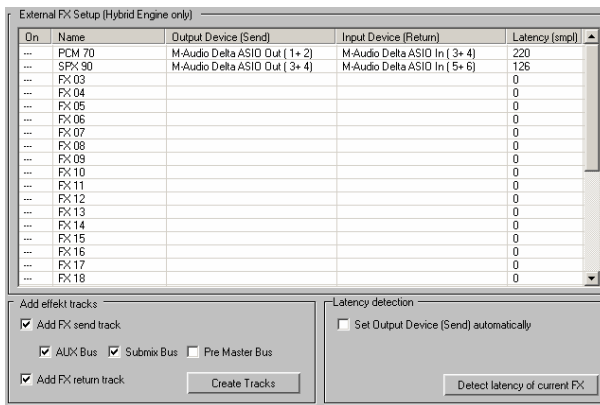 External FX Setup (Hybrid Engine only)
On Name Output Device (Send) Input Device (Return) Latency (smpl)
--- PCM 70 M-Audio Delta ASIO Out ( 1+ 2) M-Audio Delta ASIO In ( 3+ 4) 220
--- SPX 90 M-Audio Delta ASIO Out ( 3+ 4) M-Audio Delta ASIO In ( 5+ 6) 126
--- FX 03 0
--- FX 04 0
--- FX 05 0
--- FX 06 0
--- FX 07 0
--- FX 08 0
--- FX 09 0
--- FX 10 0
--- FX 11 0
--- FX 12 0
--- FX 13 0
--- FX 14 0
--- FX 15 0
--- FX 16 0
--- FX 17 0
--- FX 18 0
Add effekt tracks
Add FX send track
AUX Bus Submix Bus Pre Master Bus
Add FX return track Create Tracks
Latency detection
Set Output Device (Send) automatically
Detect latency of current FX